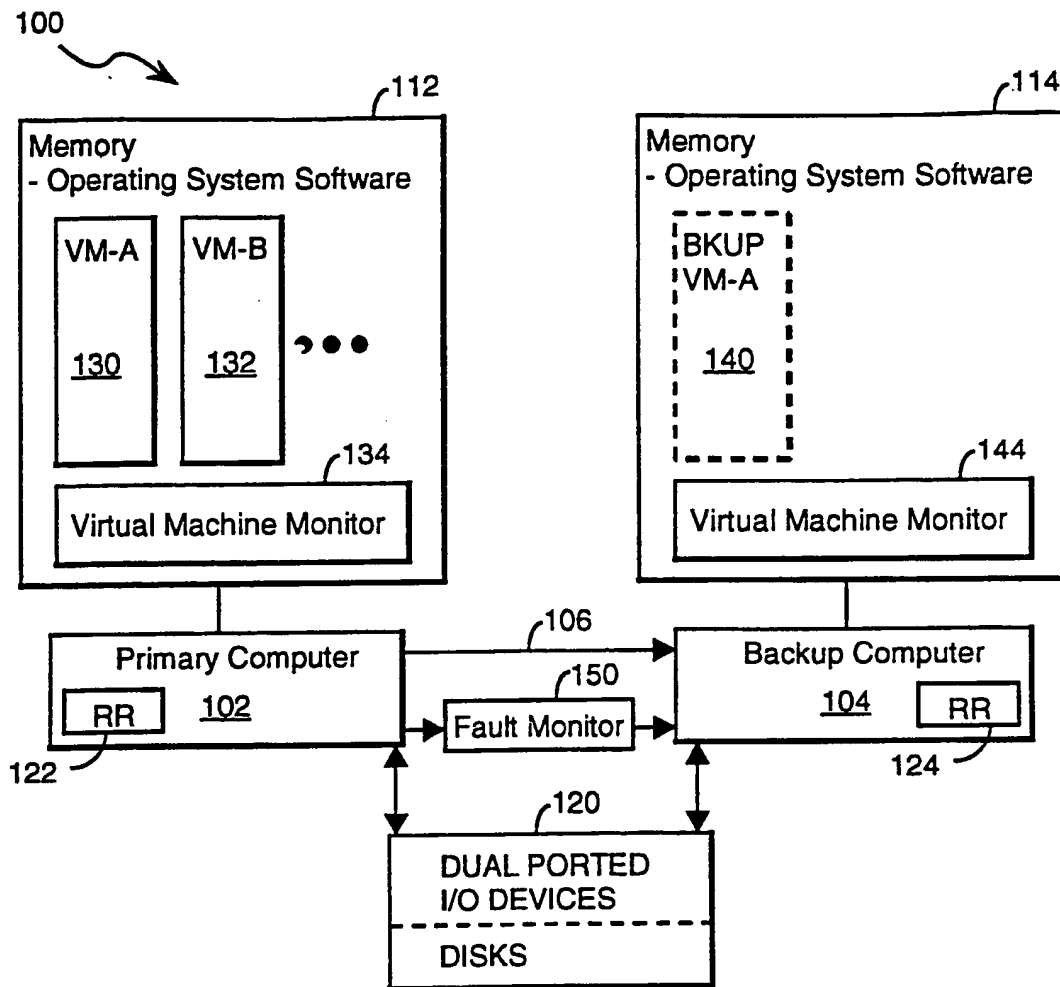 100
112
114
Memory
- Operating System Software
VM-A
130
VM-B
132
134
Virtual Machine Monitor
Memory
- Operating System Software
BKUP
VM-A
140
144
Virtual Machine Monitor
Primary Computer
102
RR
122
106
150
Fault Monitor
Backup Computer
104
RR
124
120
DUAL PORTED
I/O DEVICES
DISKS